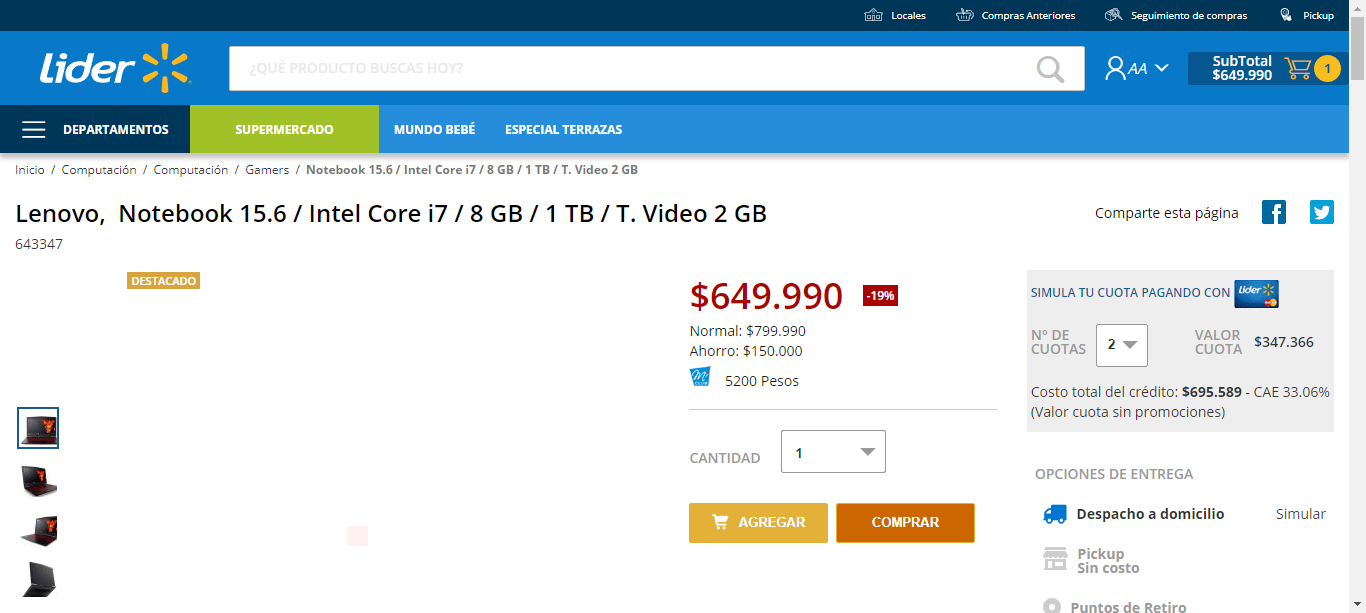 Locales
Compras Anteriores
Seguimiento de compras
Pickup
Lider
¿QUÉ PRODUCTO BUSCAS HOY?
AA
SubTotal
$649.990
1
DEPARTAMENTOS
SUPERMERCADO
MUNDO BEBÉ
ESPECIAL TERRAZAS
Inicio / Computación / Computación / Gamers / Notebook 15.6 / Intel Core i7 / 8 GB / 1 TB / T. Video 2 GB
Lenovo, Notebook 15.6 / Intel Core i7 / 8 GB / 1 TB / T. Video 2 GB
Comparte esta página
643347
DESTACADO
$649.990
-19%
Normal: $799.990
Ahorro: $150.000
5200 Pesos
CANTIDAD
1
AGREGAR
COMPRAR
SIMULA TU CUOTA PAGANDO CON
Lider
N° DE
CUOTAS
2
VALOR
CUOTA
$347.366
Costo total del crédito: $695.589 - CAE 33.06%
(Valor cuota sin promociones)
OPCIONES DE ENTREGA
Despacho a domicilio
Simular
Pickup
Sin costo
Puntos de Retiro